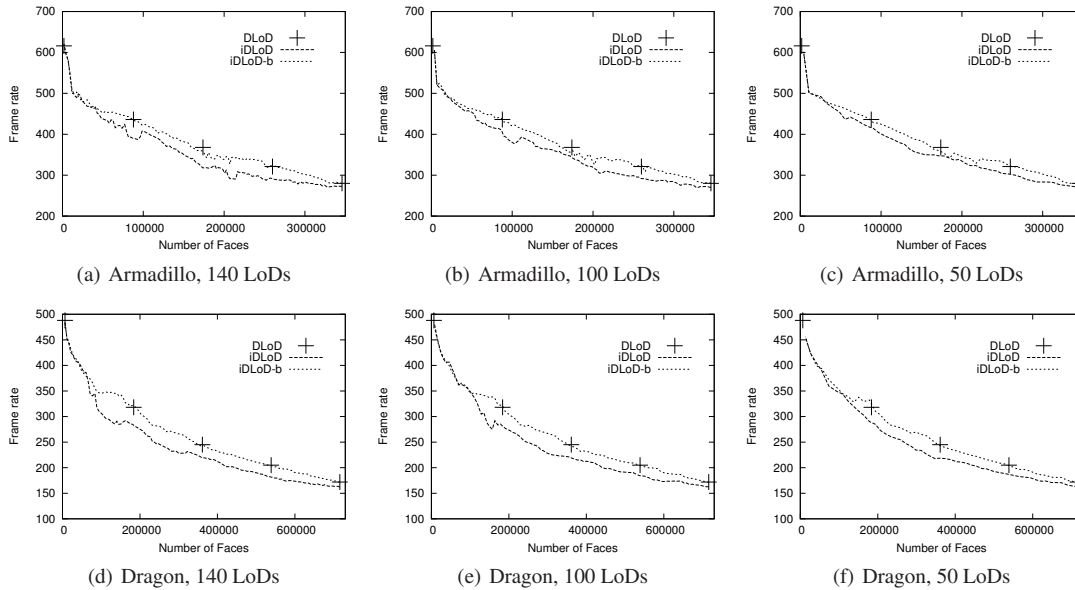 700
600
500
400
300
200
0
100000
200000
300000
Frame rate
Number of Faces
DLoD
iDLoD
iDLoD-b
(a) Armadillo, 140 LoDs
700
600
500
400
300
200
0
100000
200000
300000
Frame rate
Number of Faces
DLoD
iDLoD
iDLoD-b
(b) Armadillo, 100 LoDs
700
600
500
400
300
200
0
100000
200000
300000
Frame rate
Number of Faces
DLoD
iDLoD
iDLoD-b
(c) Armadillo, 50 LoDs
500
450
400
350
300
250
200
150
100
0
200000
400000
600000
Frame rate
Number of Faces
DLoD
iDLoD
iDLoD-b
(d) Dragon, 140 LoDs
500
450
400
350
300
250
200
150
100
0
200000
400000
600000
Frame rate
Number of Faces
DLoD
iDLoD
iDLoD-b
(e) Dragon, 100 LoDs
500
450
400
350
300
250
200
150
100
0
200000
400000
600000
Frame rate
Number of Faces
DLoD
iDLoD
iDLoD-b
(f) Dragon, 50 LoDs